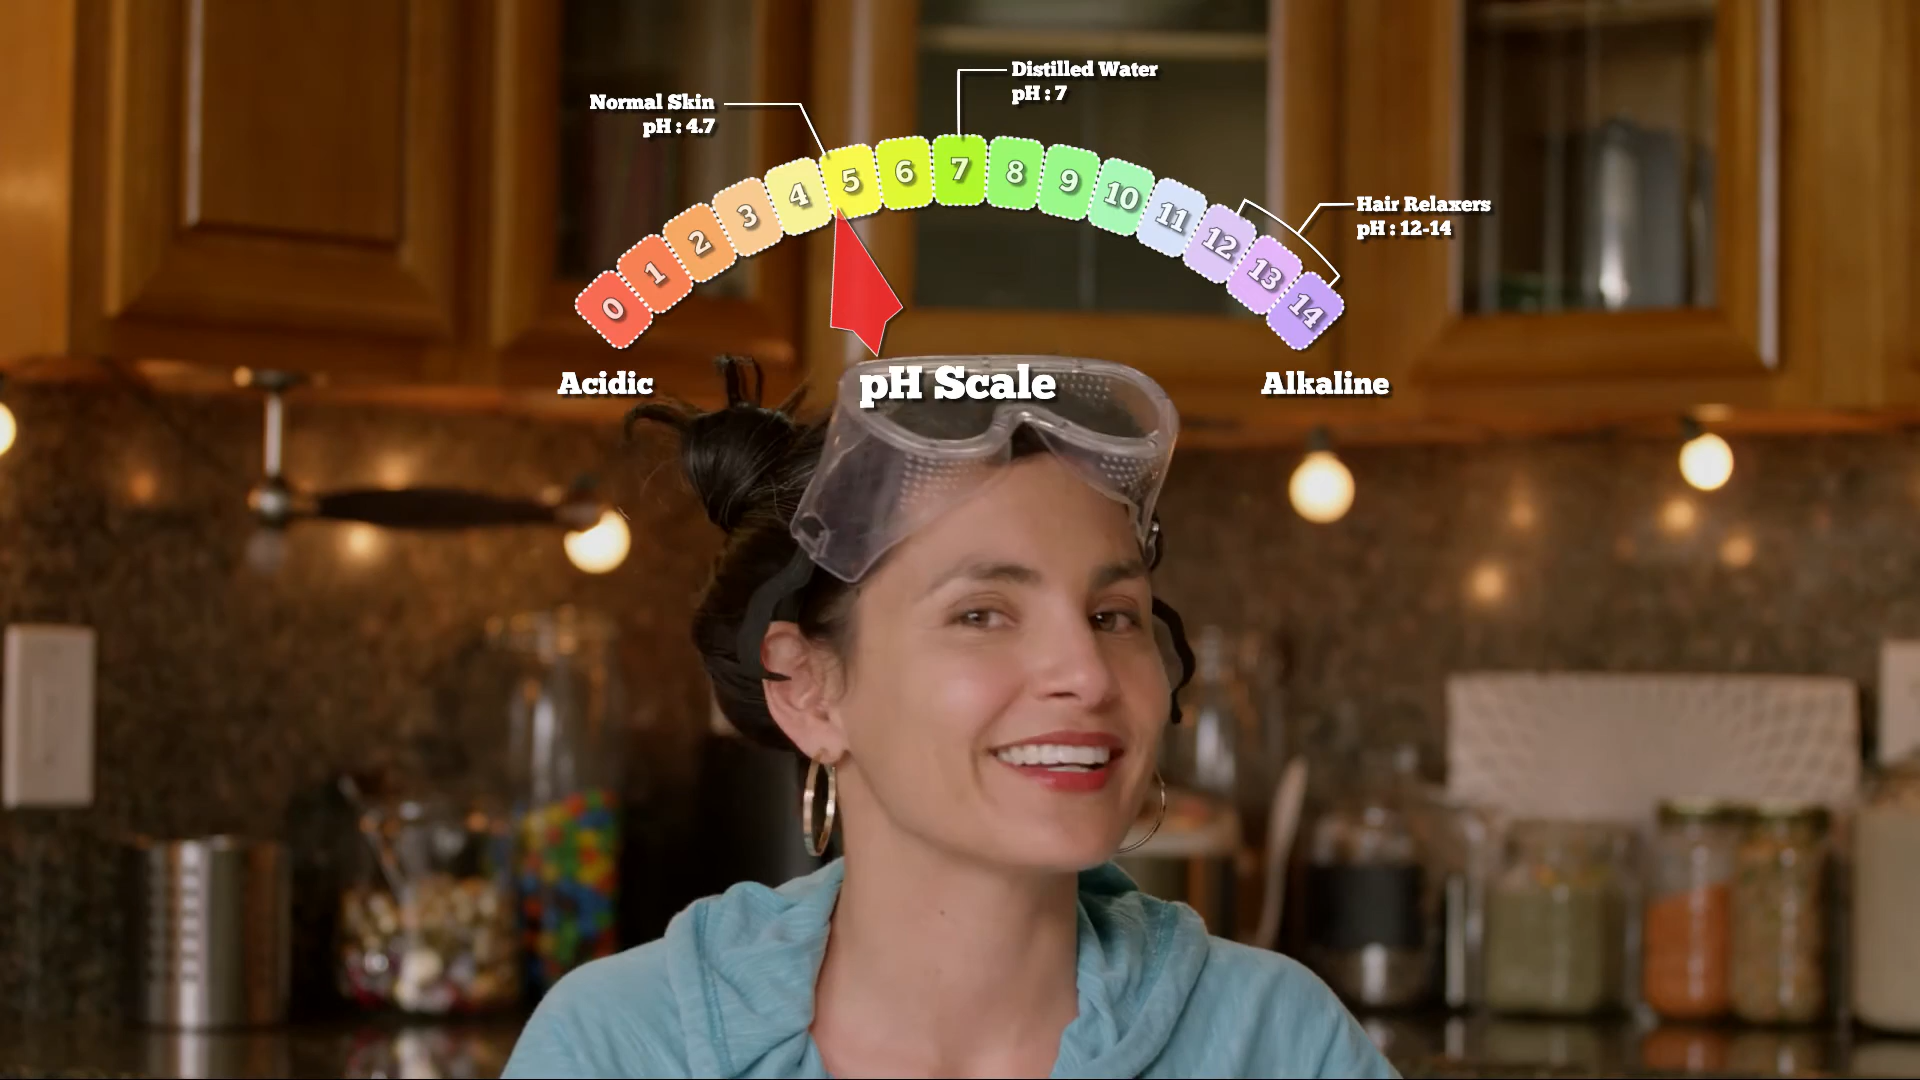 Distilled Water
pH : 7
Normal Skin
pH : 4.7
Hair Relaxers
pH : 12-14
0
1
2
3
4
5
6
7
8
9
10
11
12
13
14
Acidic
pH Scale
Alkaline